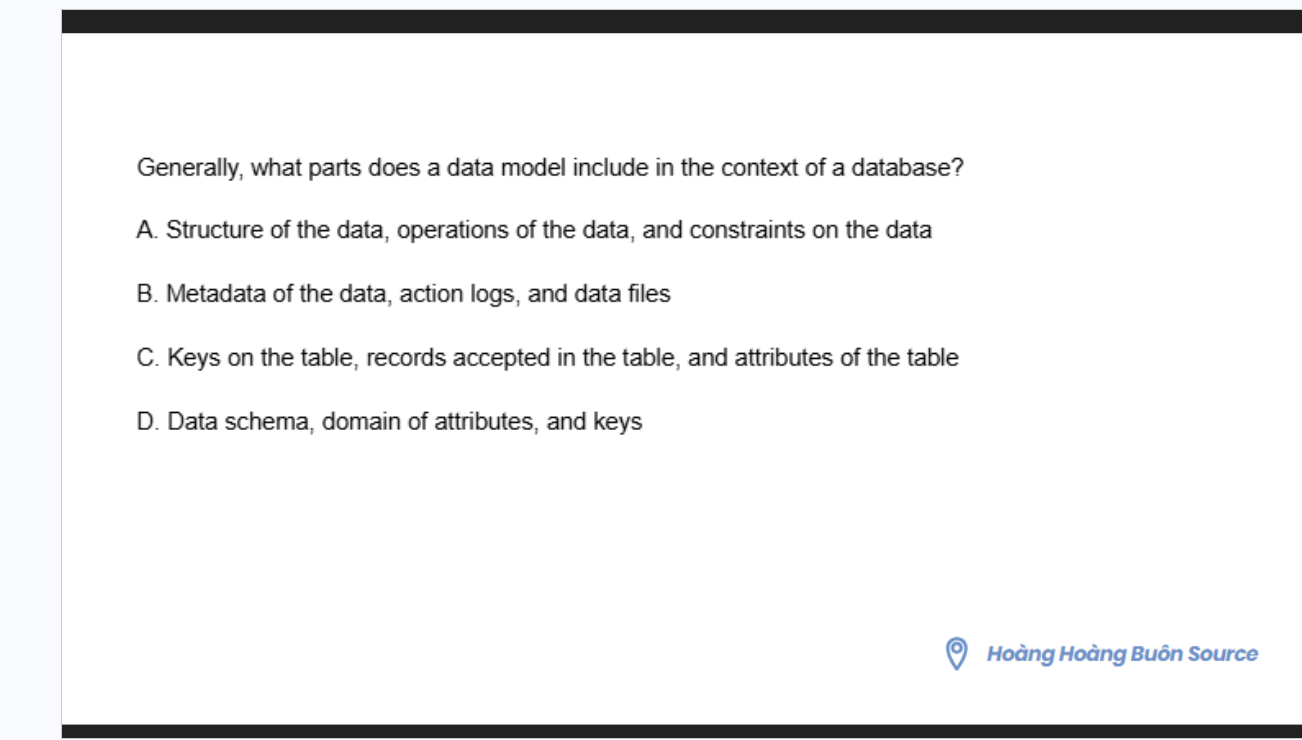 Generally, what parts does a data model include in the context of a database?
A. Structure of the data, operations of the data, and constraints on the data
B. Metadata of the data, action logs, and data files
C. Keys on the table, records accepted in the table, and attributes of the table
D. Data schema, domain of attributes, and keys
Hoàng Hoàng Buôn Source